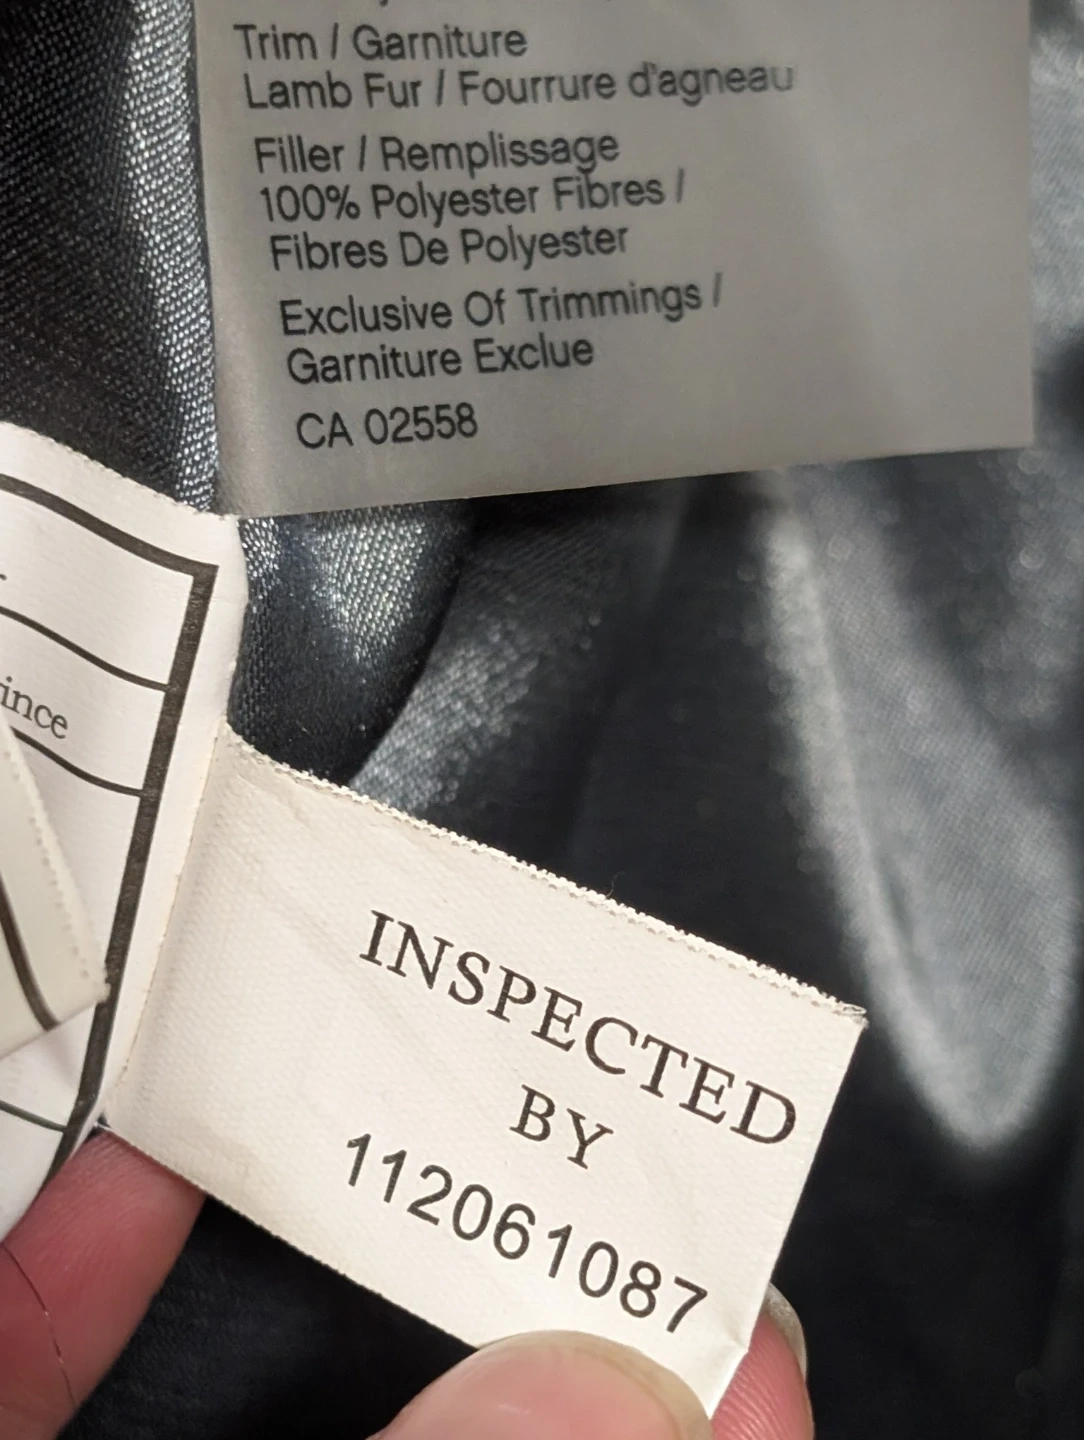 Trim / Garniture
Lamb Fur / Fourrure d'agneau
Filler / Remplissage
100% Polyester Fibres /
Fibres De Polyester
Exclusive Of Trimmings /
Garniture Exclue
CA 02558
INSPECTED
BY
112061087